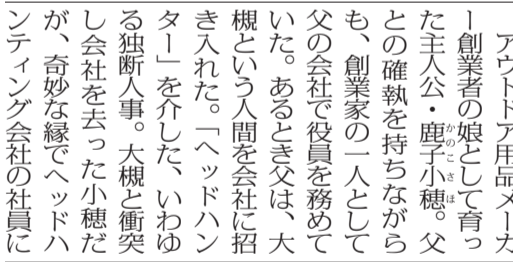 アウトドア用品メーカ
ー創業者の娘として育っ
た主人公・鹿子小穂。父
かのこさほ
との確執を持ちながら
も、創業家の一人として
父の会社で役員を務めて
いた。あるとき父は、大
槻という人間を会社に招
き入れた。「ヘッドハン
ター」を介した、いわゆ
る独断人事。大槻と衝突
し会社を去った小穂だ
が、奇妙な縁でヘッドハ
ンティング会社の社員に